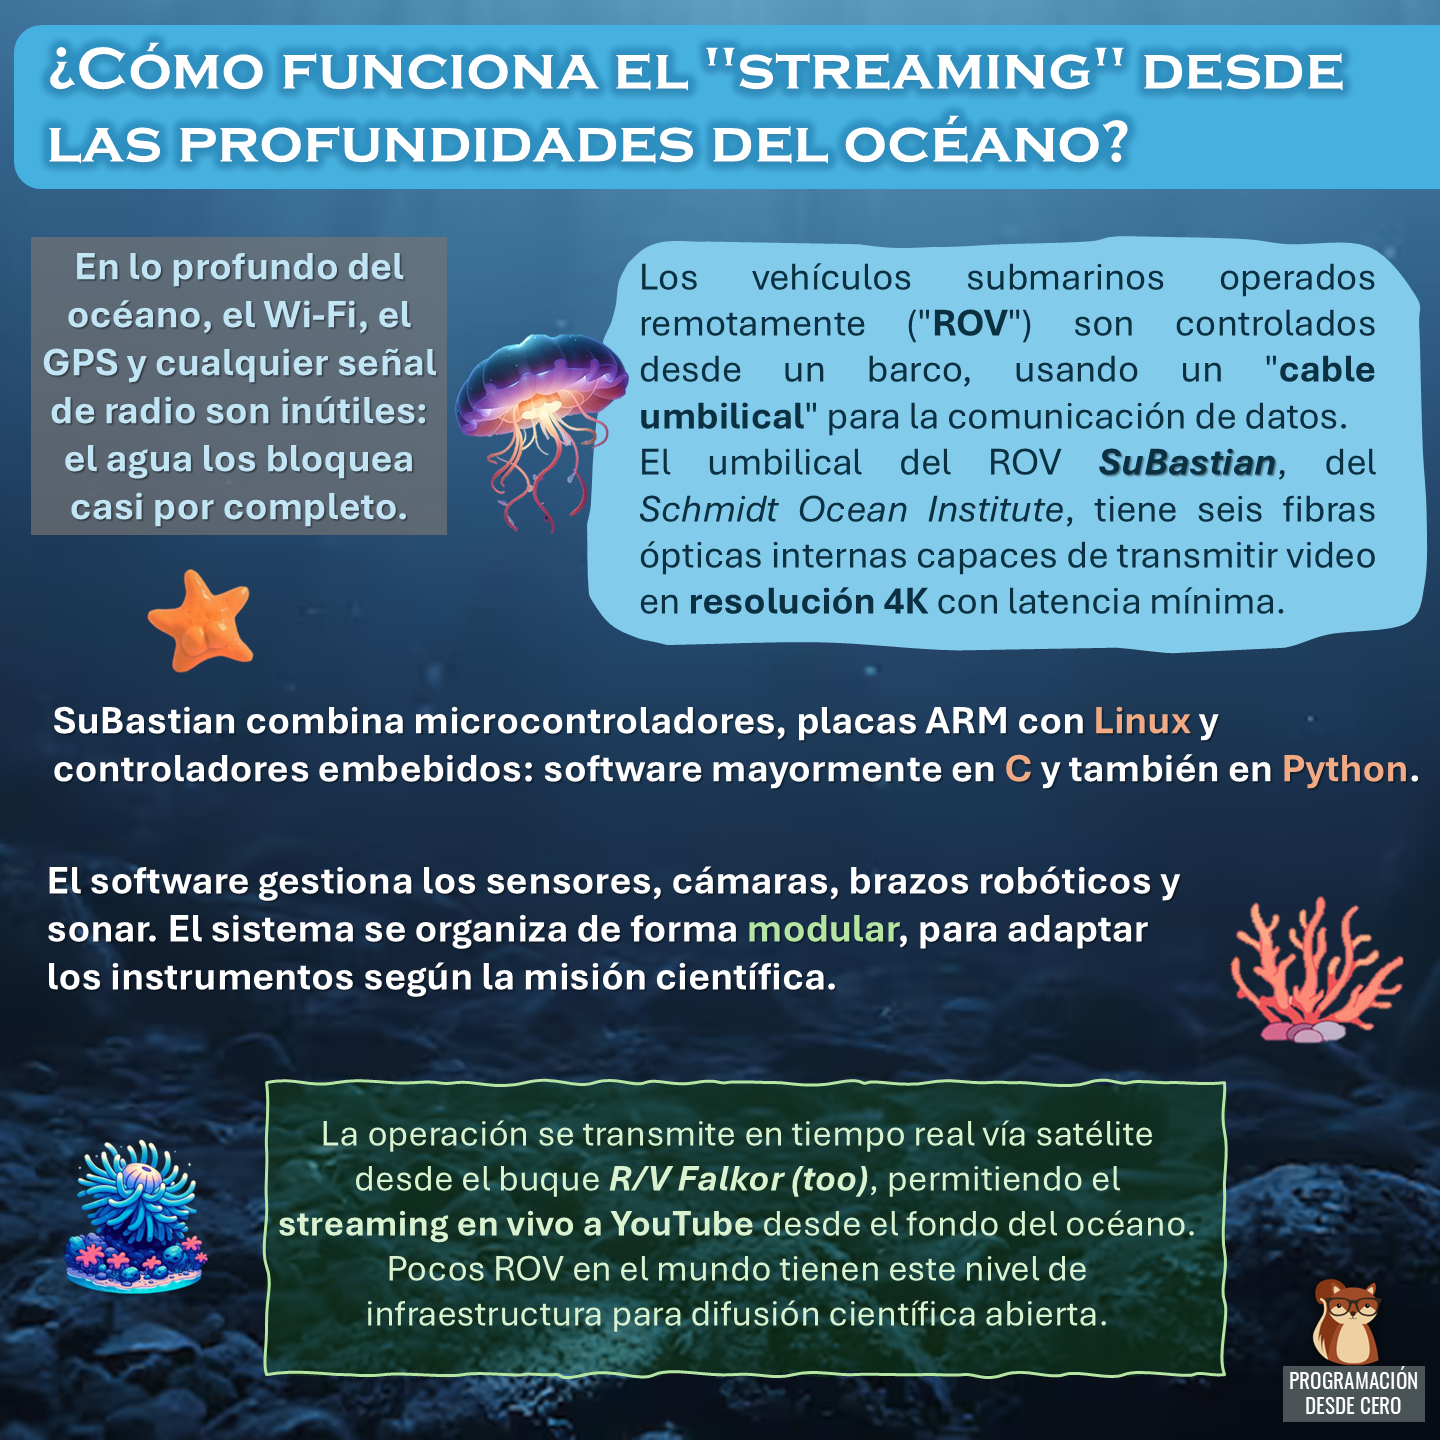 ¿Cómo funciona el "streaming" desde
las profundidades del océano?
En lo profundo del
océano, el Wi-Fi, el
GPS y cualquier señal
de radio son inútiles:
el agua los bloquea
casi por completo.
Los vehículos submarinos operados
remotamente ("ROV") son controlados
desde un barco, usando un "cable
umbilical" para la comunicación de datos.
El umbilical del ROV SuBastian, del
Schmidt Ocean Institute, tiene seis fibras
ópticas internas capaces de transmitir video
en resolución 4K con latencia mínima.
SuBastian combina microcontroladores, placas ARM con Linux y
controladores embebidos: software mayormente en C y también en Python.
El software gestiona los sensores, cámaras, brazos robóticos y
sonar. El sistema se organiza de forma modular, para adaptar
los instrumentos según la misión científica.
La operación se transmite en tiempo real vía satélite
desde el buque R/V Falkor (too), permitiendo el
streaming en vivo a YouTube desde el fondo del océano.
Pocos ROV en el mundo tienen este nivel de
infraestructura para difusión científica abierta.
PROGRAMACIÓN
DESDE CERO